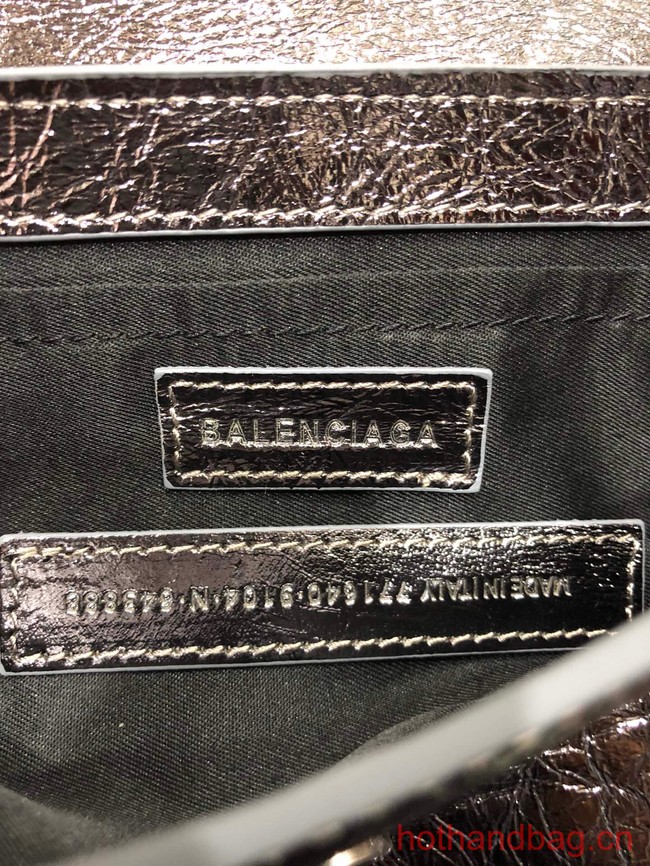 BALENCIAGA
MADE IN ITALY 771640·9104·N·
hothandbag.cn